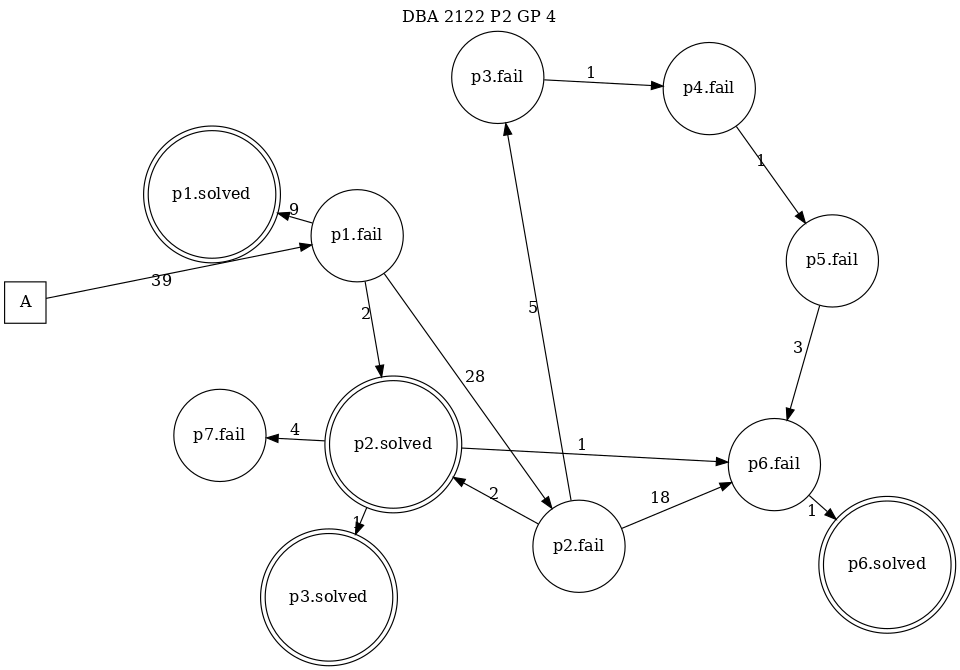 DBA 2122 P2 GP 4
p3.fail
1
p4.fail
1
p1.solved
9
p1.fail
39
A
p5.fail
2
5
3
28
p7.fail
4
p2.solved
1
p6.fail
2
18
1
1
p2.fail
p3.solved
p6.solved